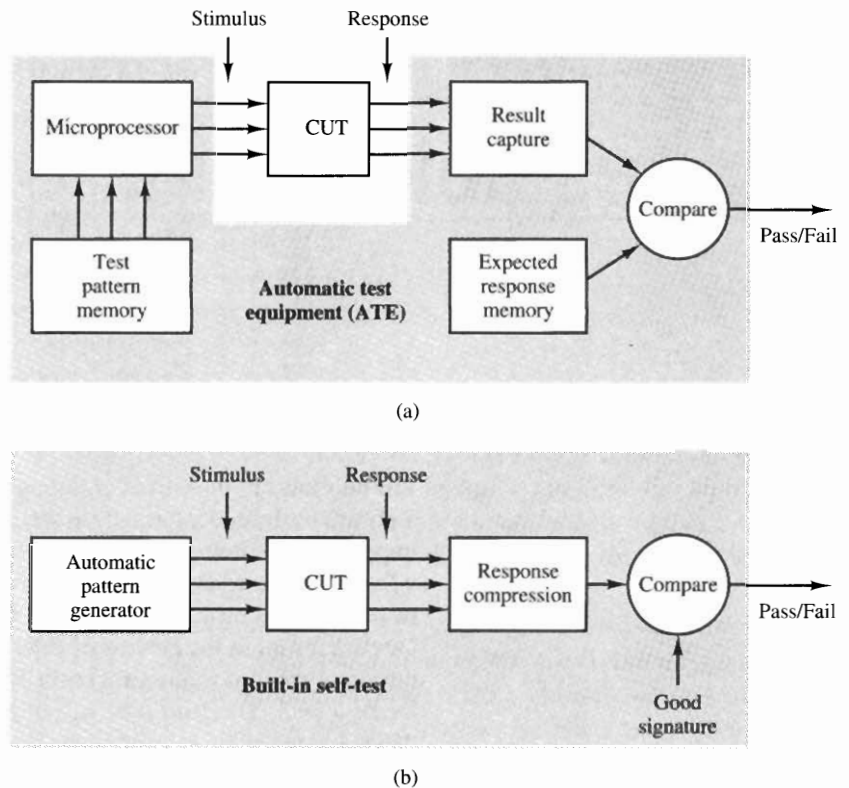 Stimulus
Response
Microprocessor
CUT
Result
capture
Compare
Pass/Fail
Test
pattern
memory
Automatic test
equipment (ATE)
Expected
response
memory
(a)
Stimulus
Response
Automatic
pattern
generator
CUT
Response
compression
Compare
Pass/Fail
Built-in self-test
Good
signature
(b)